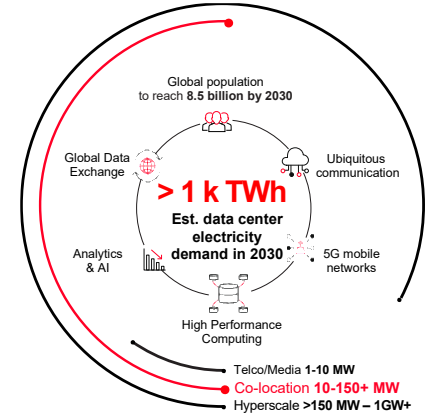 Global population
to reach 8.5 billion by 2030
Global Data
Exchange
Ubiquitous
communication
> 1 k TWh
Est. data center
electricity
demand in 2030
Analytics
& AI
5G mobile
networks
High Performance
Computing
Telco/Media 1-10 MW
Co-location 10-150+ MW
Hyperscale >150 MW – 1GW+